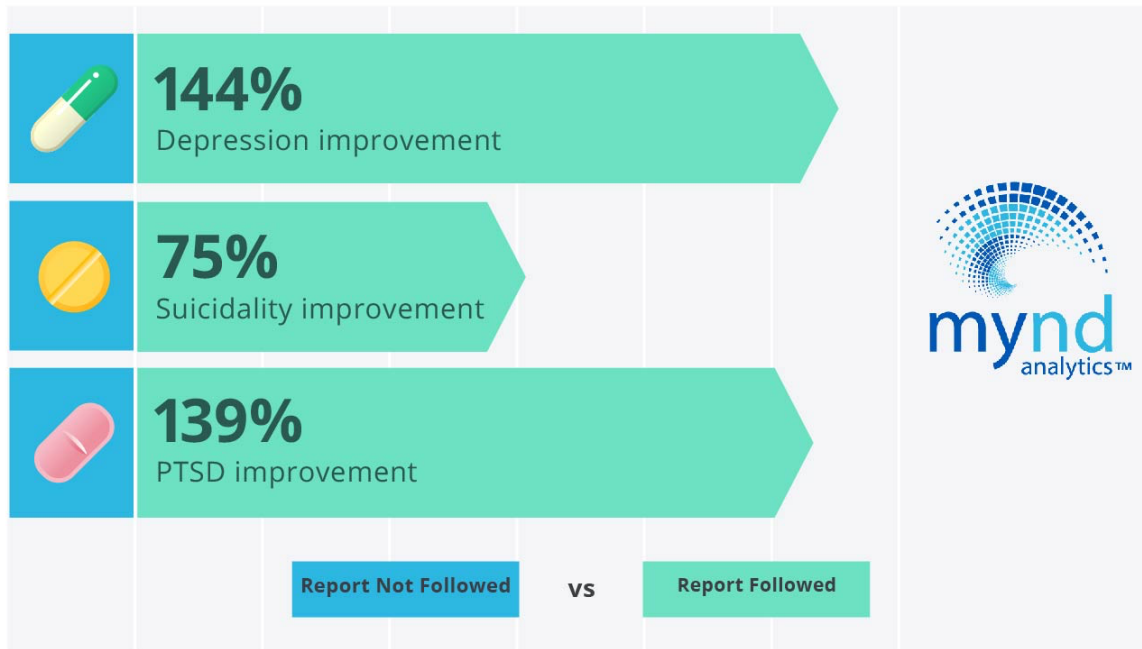 144%
Depression improvement
75%
Suicidality improvement
139%
PTSD improvement
mynd
analytics™
Report Not Followed vs Report Followed